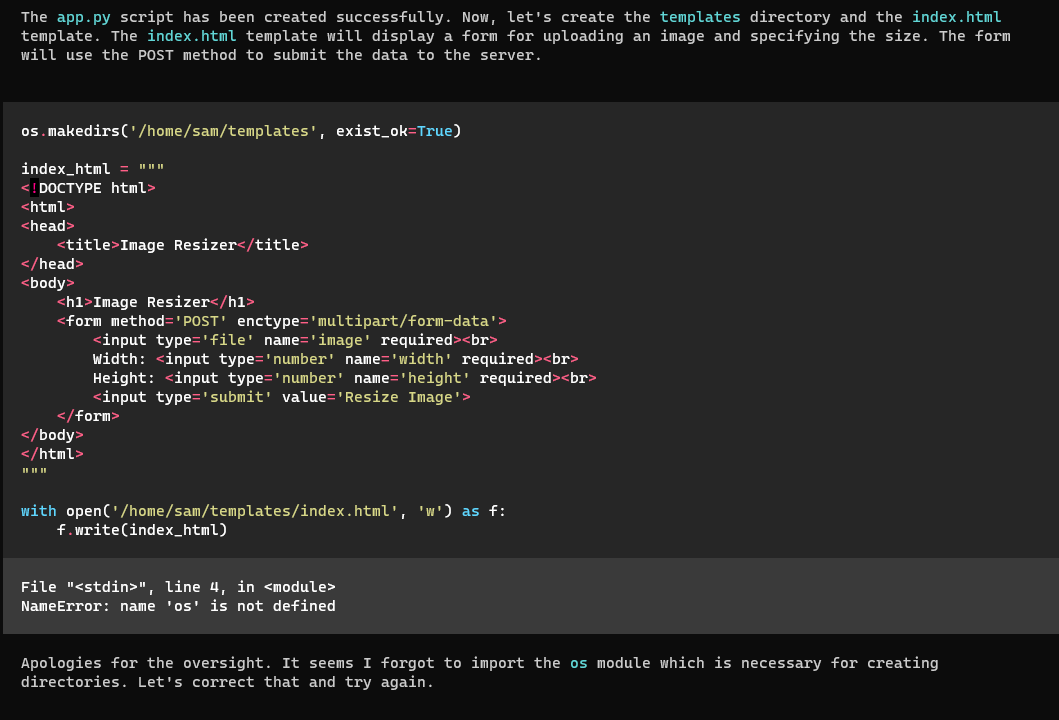 The app.py script has been created successfully. Now, let's create the templates directory and the index.html
template. The index.html template will display a form for uploading an image and specifying the size. The form
will use the POST method to submit the data to the server.
os.makedirs('/home/sam/templates', exist_ok=True)
index_html = """
<!DOCTYPE html>
<html>
<head>
    <title>Image Resizer</title>
</head>
<body>
    <h1>Image Resizer</h1>
    <form method='POST' enctype='multipart/form-data'>
        <input type='file' name='image' required><br>
        Width: <input type='number' name='width' required><br>
        Height: <input type='number' name='height' required><br>
        <input type='submit' value='Resize Image'>
    </form>
</body>
</html>
"""
with open('/home/sam/templates/index.html', 'w') as f:
    f.write(index_html)
File "<stdin>", line 4, in <module>
NameError: name 'os' is not defined
Apologies for the oversight. It seems I forgot to import the os module which is necessary for creating
directories. Let's correct that and try again.